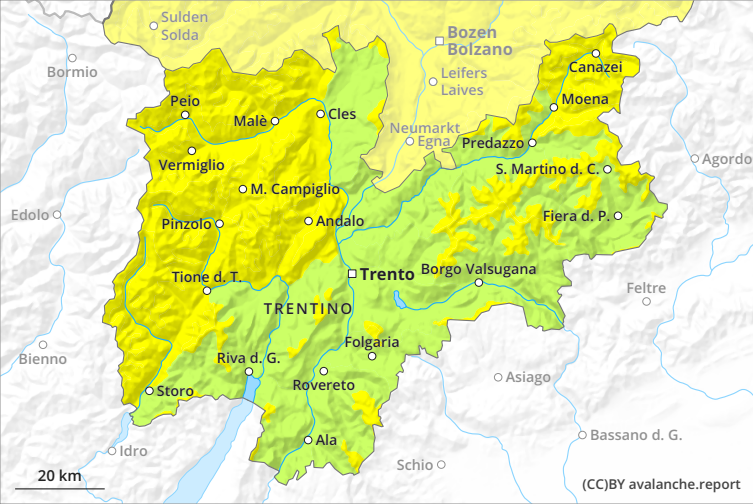 Sulden
Solda
Bozen
Bolzano
Bormio
Canazei
Leifers
Laives
Peio
Moena
Malè
Cles
Neumarkt
Egna
Predazzo
Vermiglio
Agordo
S. Martino d. C.
M. Campiglio
Edolo
Pinzolo
Andalo
Fiera d. P.
Tione d. T.
Trento
Borgo Valsugana
Feltre
TRENTINO
Folgaria
Bienno
Riva d. G.
Rovereto
Asiago
Storo
Ala
Bassano d. G.
Idro
Schio
20 km
(CC)BY avalanche.report